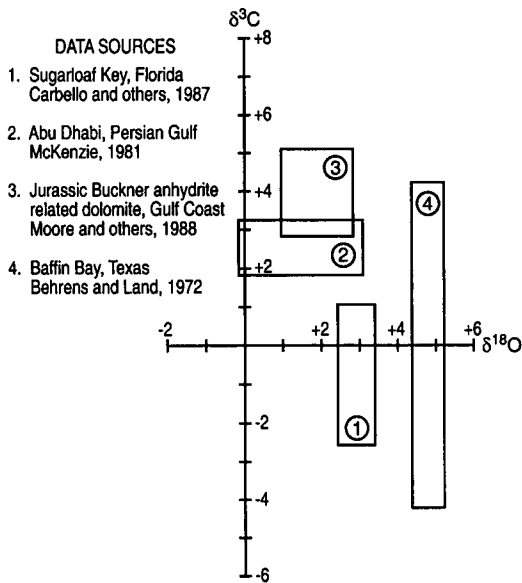 δ³C
+8
DATA SOURCES
1. Sugarloaf Key, Florida
Carbello and others, 1987
2. Abu Dhabi, Persian Gulf
McKenzie, 1981
3. Jurassic Buckner anhydrite
related dolomite, Gulf Coast
Moore and others, 1988
4. Baffin Bay, Texas
Behrens and Land, 1972
+6
+4
+2
3
4
2
-2
+2
+4
+6
δ¹⁸O
1
-2
-4
-6